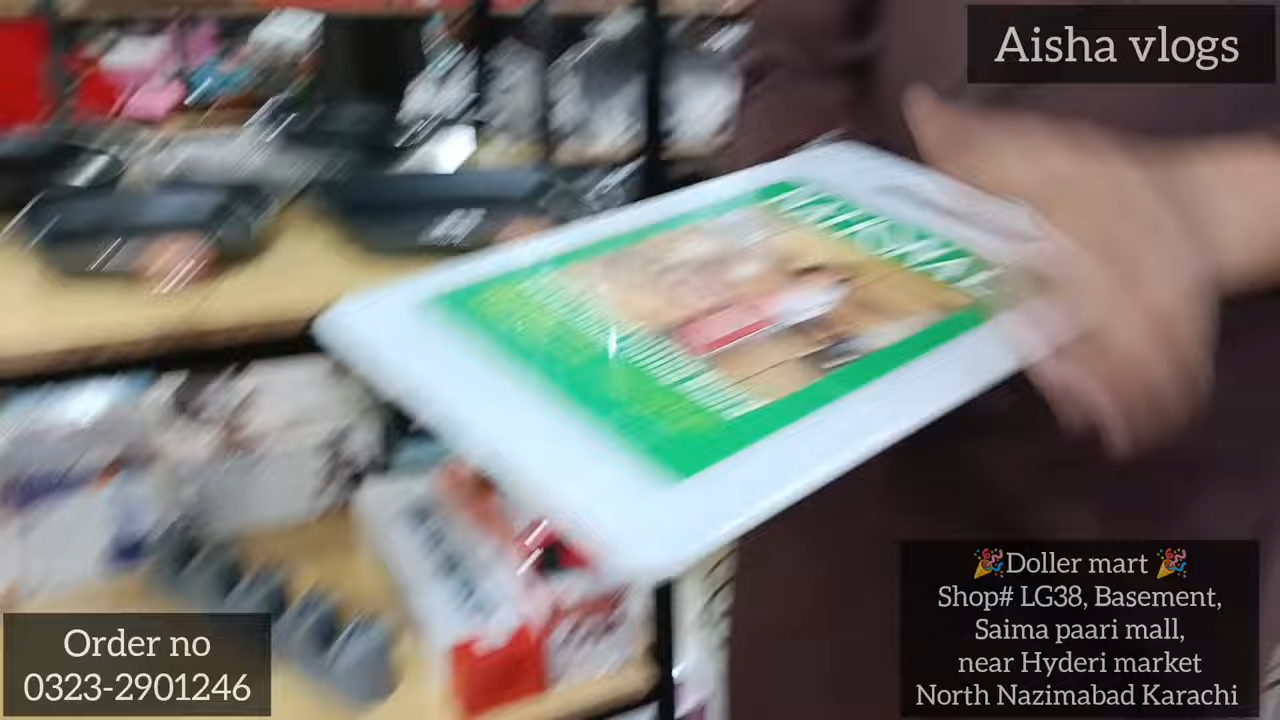 Aisha vlogs
Order no
0323-2901246
🎉Doller mart 🎉
Shop# LG38, Basement,
Saima paari mall,
near Hyderi market
North Nazimabad Karachi